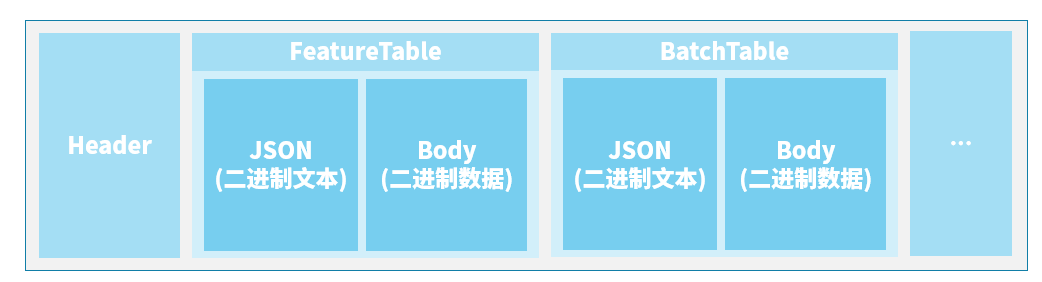 Header
FeatureTable
JSON
(二进制文本)
Body
(二进制数据)
BatchTable
JSON
(二进制文本)
Body
(二进制数据)
...